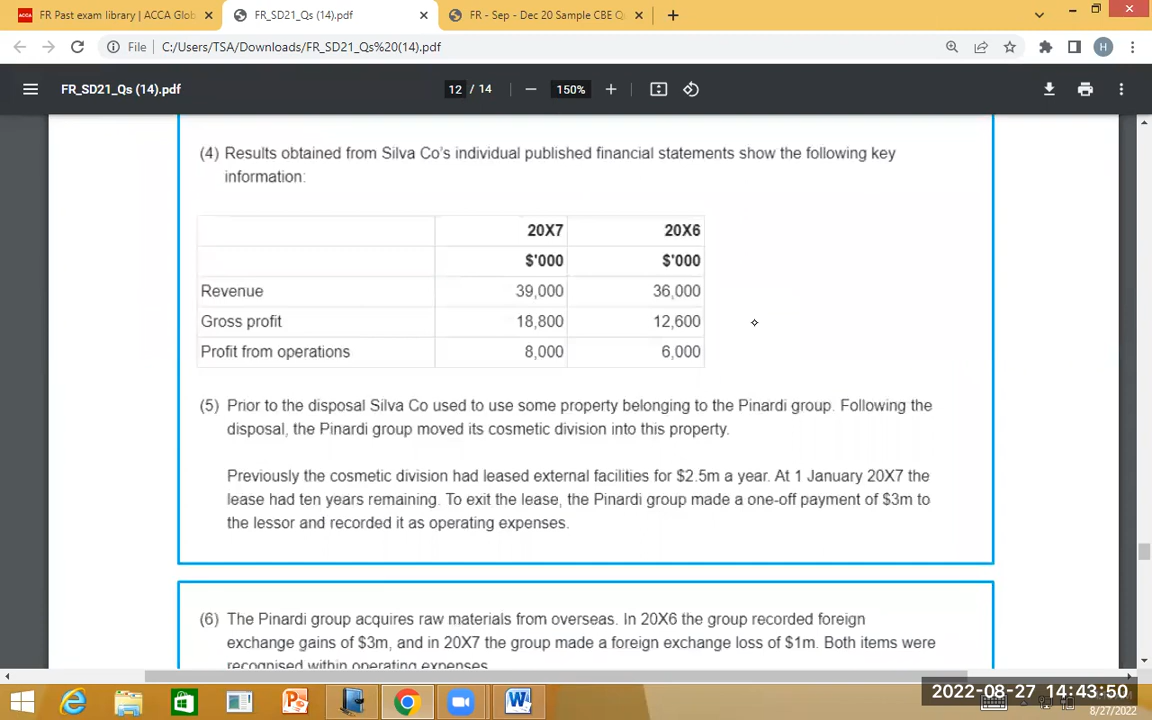 FR Past exam library | ACCA Glob
FR_SD21_Qs (14).pdf
FR - Sep - Dec 20 Sample CBE Q
File | C:/Users/TSA/Downloads/FR_SD21_Qs%20(14).pdf
H
FR_SD21_Qs (14).pdf
12 / 14
150%
(4) Results obtained from Silva Co's individual published financial statements show the following key
information:
20X7 20X6
$'000 $'000
Revenue 39,000 36,000
Gross profit 18,800 12,600
Profit from operations 8,000 6,000
(5) Prior to the disposal Silva Co used to use some property belonging to the Pinardi group. Following the
disposal, the Pinardi group moved its cosmetic division into this property.
Previously the cosmetic division had leased external facilities for $2.5m a year. At 1 January 20X7 the
lease had ten years remaining. To exit the lease, the Pinardi group made a one-off payment of $3m to
the lessor and recorded it as operating expenses.
(6) The Pinardi group acquires raw materials from overseas. In 20X6 the group recorded foreign
exchange gains of $3m, and in 20X7 the group made a foreign exchange loss of $1m. Both items were
recognised within operating expenses
2022-08-27 14:43:50
8/27/2022